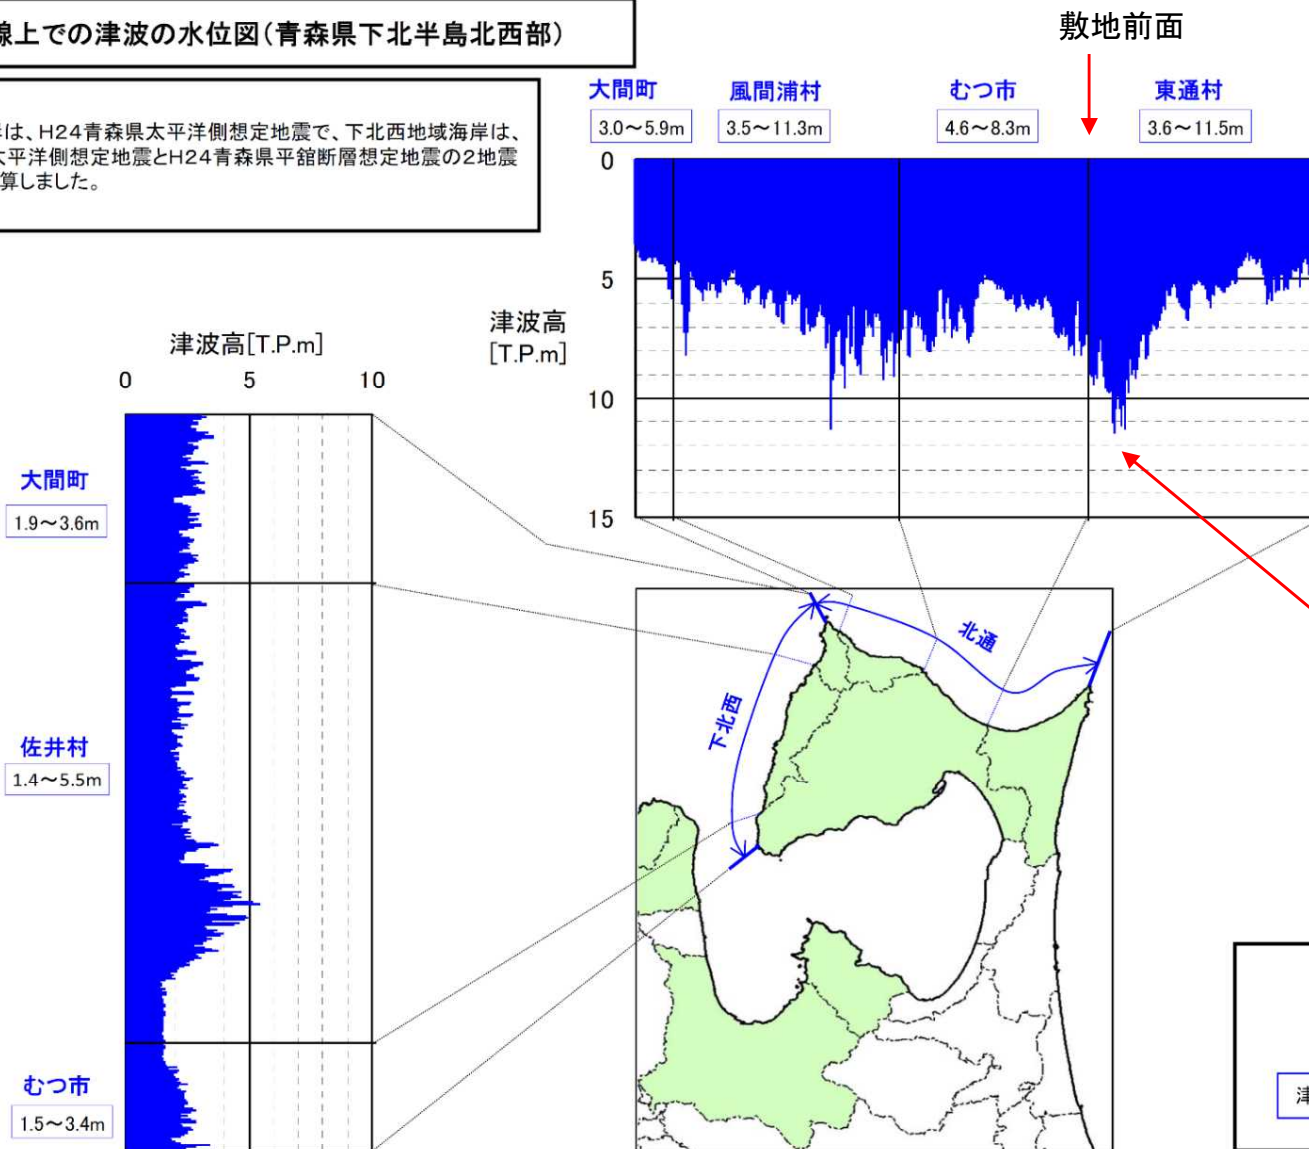 線上での津波の水位図(青森県下北半島北西部)
岸は、H24青森県太平洋側想定地震で、下北西地域海岸は、
太平洋側想定地震とH24青森県平舘断層想定地震の2地震
算しました。
敷地前面
大間町
風間浦村
むつ市
東通村
3.0～5.9m
3.5～11.3m
4.6～8.3m
3.6～11.5m
津波高
[T.P.m]
0
5
10
15
津波高[T.P.m]
0
5
10
大間町
1.9～3.6m
佐井村
1.4～5.5m
むつ市
1.5～3.4m
北通
下北西
津